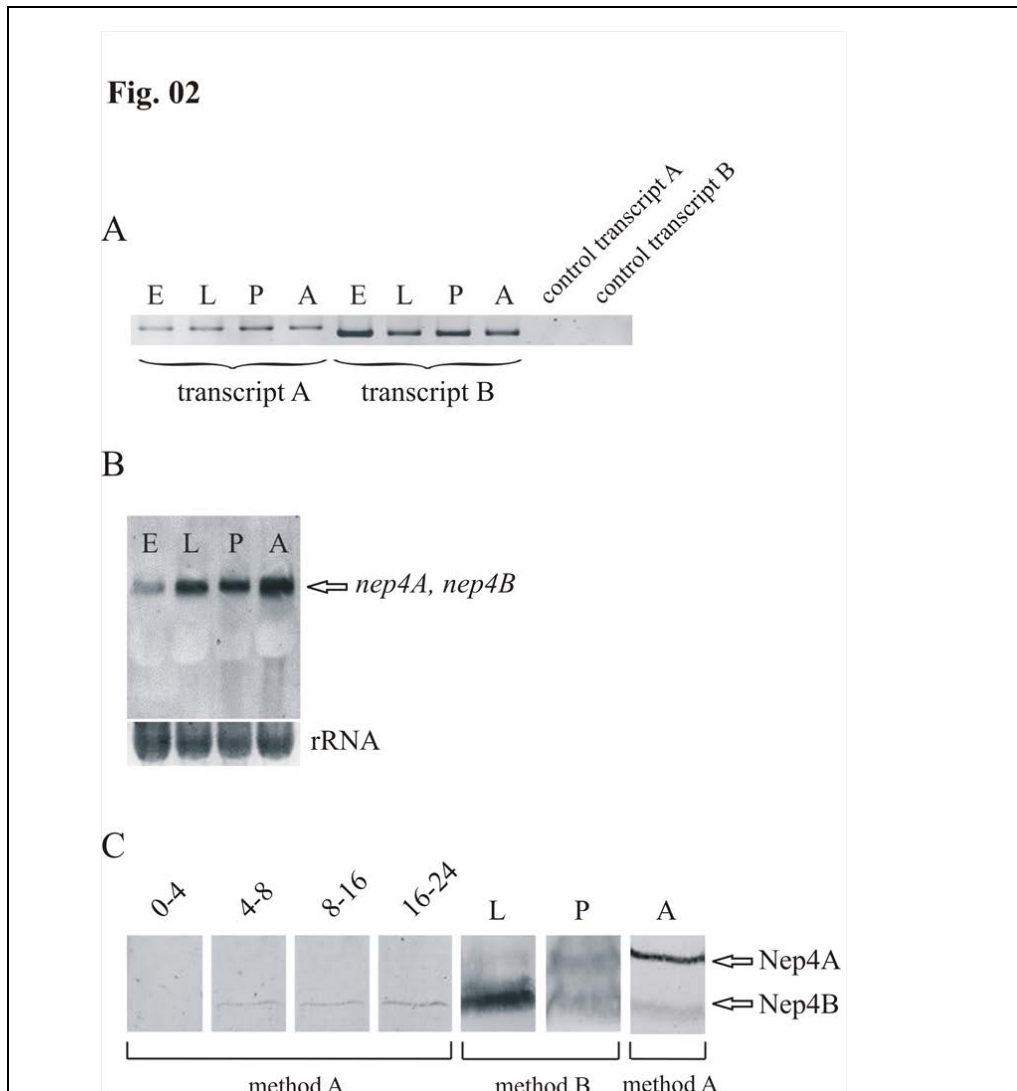 Fig. 02
A
control transcript A
control transcript B
E L P A E L P A
transcript A transcript B
B
E L P A
nep4A, nep4B
rRNA
C
0-4 4-8 8-16 16-24 L P A
Nep4A
Nep4B
method A method B method A